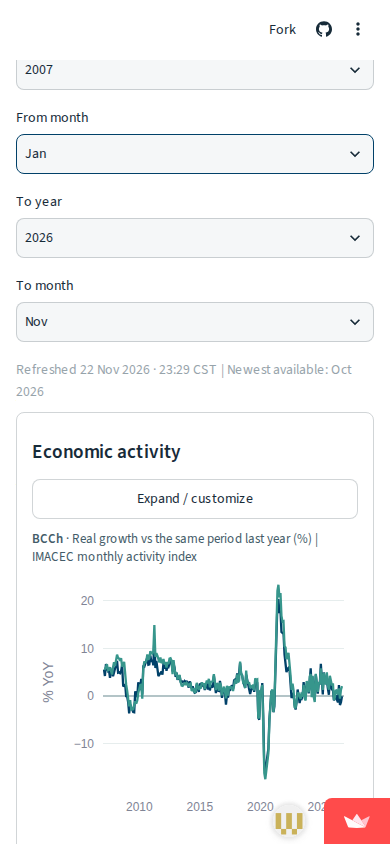 Fork
2007
From month
Jan
To year
2026
To month
Nov
Refreshed 22 Nov 2026 · 23:29 CST | Newest available: Oct
2026
Economic activity
Expand / customize
BCCh · Real growth vs the same period last year (%) |
IMACEC monthly activity index
% YoY
20
10
0
−10
2010 2015 2020